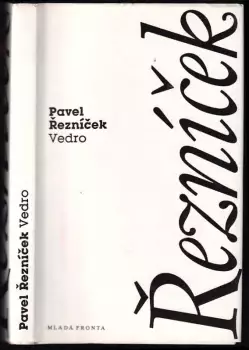 Pavel Řezníček Vedro
Pavel
Řezníček
Vedro
MLADÁ FRONTA
Řezníček